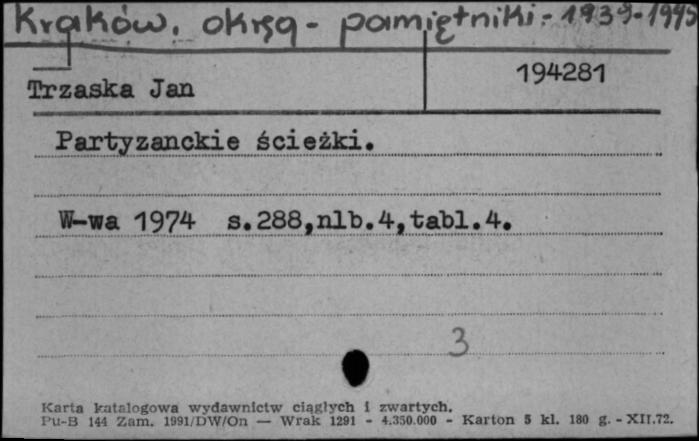 Kraków, okręg - pamiętniki - 1939-1945
194281
Trzaska Jan
Partyzanckie ścieżki.
W-wa 1974 s.288,nlb.4,tabl.4.
3
Karta katalogowa wydawnictw ciągłych i zwartych.
Pu-B 144 Zam. 1991/DW/On — Wrak 1291 - 4.350.000 - Karton 5 kl. 180 g. - XII.72.